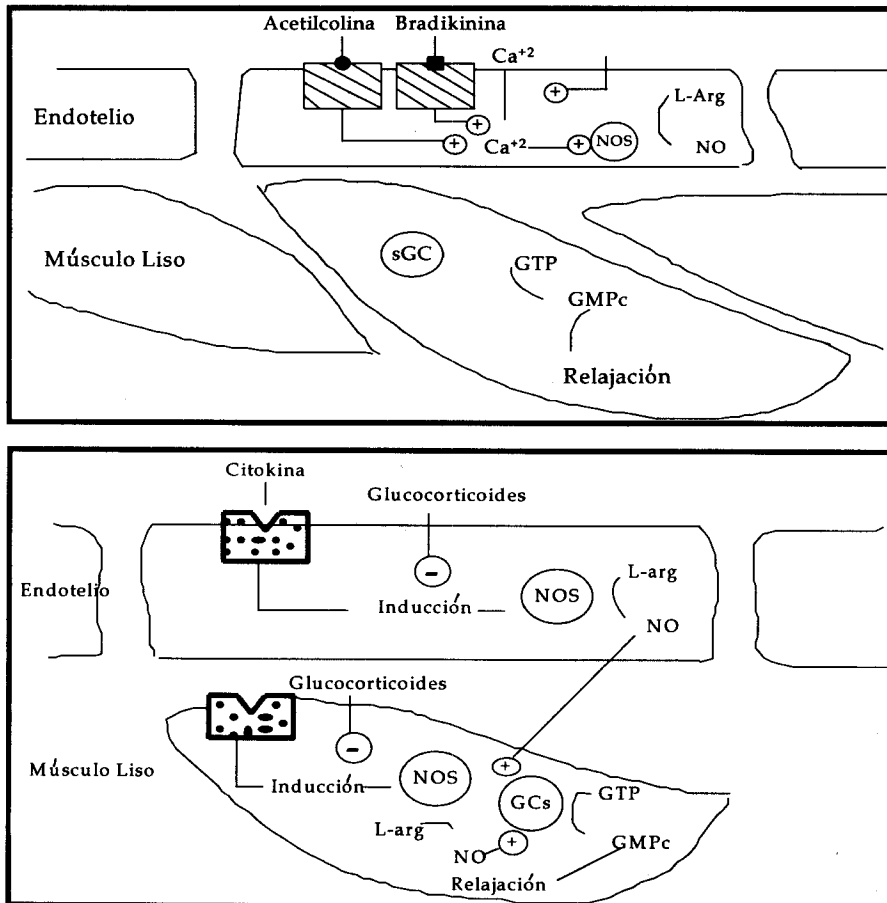 Acetilcolina Bradikinina
Ca+2
+
L-Arg
Endotelio
+
+
Ca+2
+
NOS
NO
sGC
Músculo Liso
GTP
GMPc
Relajación
Citokina
Glucocorticoides
L-arg
Endotelio
-
NOS
Inducción
NO
Glucocorticoides
Músculo Liso
-
NOS
+
Inducción
GCs
GTP
L-arg
+
NO
GMPc
Relajación